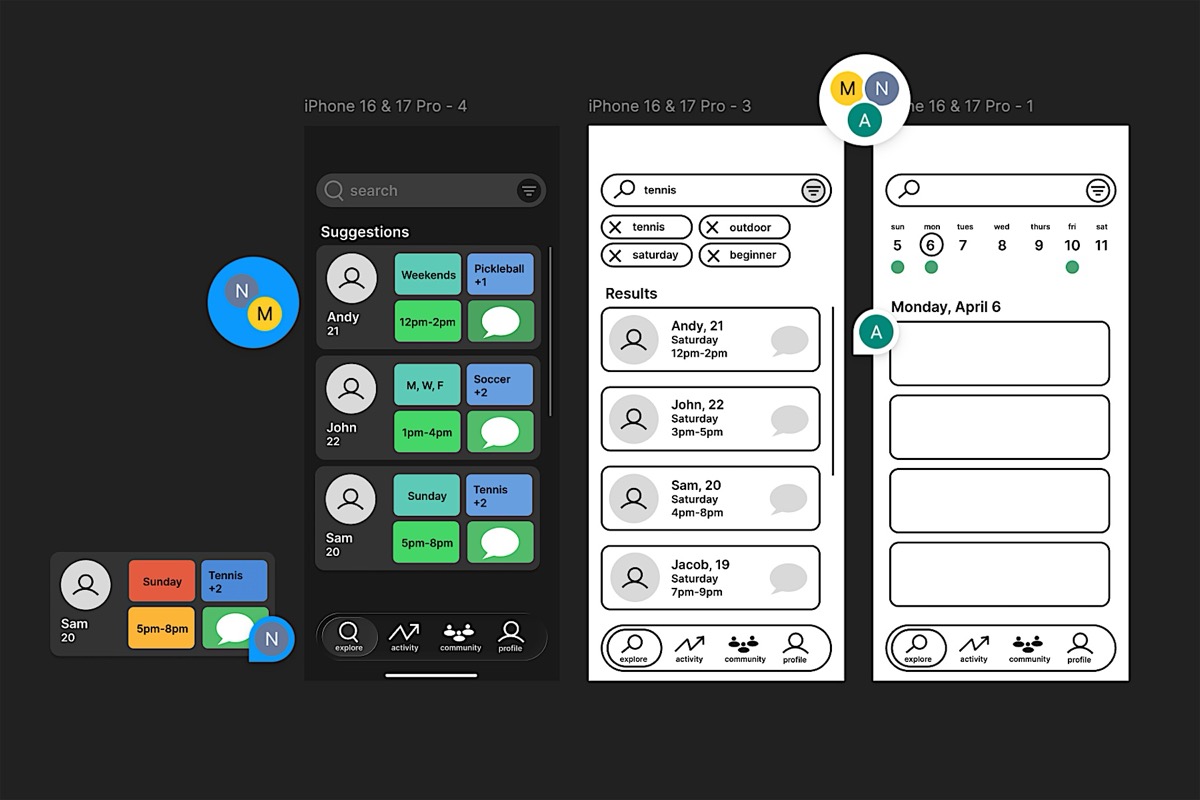 iPhone 16 & 17 Pro - 4
search
Suggestions
Andy
21
Weekends
Pickleball
+1
12pm-2pm
John
22
M, W, F
Soccer
+2
1pm-4pm
Sam
20
Sunday
Tennis
+2
5pm-8pm
explore
activity
community
profile
N
M
Sam
20
Sunday
Tennis
+2
5pm-8pm
N
iPhone 16 & 17 Pro - 3
tennis
tennis
outdoor
saturday
beginner
Results
Andy, 21
Saturday
12pm-2pm
John, 22
Saturday
3pm-5pm
Sam, 20
Saturday
4pm-8pm
Jacob, 19
Saturday
7pm-9pm
explore
activity
community
profile
M
N
A
ne 16 & 17 Pro - 1
sun mon tues wed thurs fri sat
5 6 7 8 9 10 11
Monday, April 6
A
explore
activity
community
profile